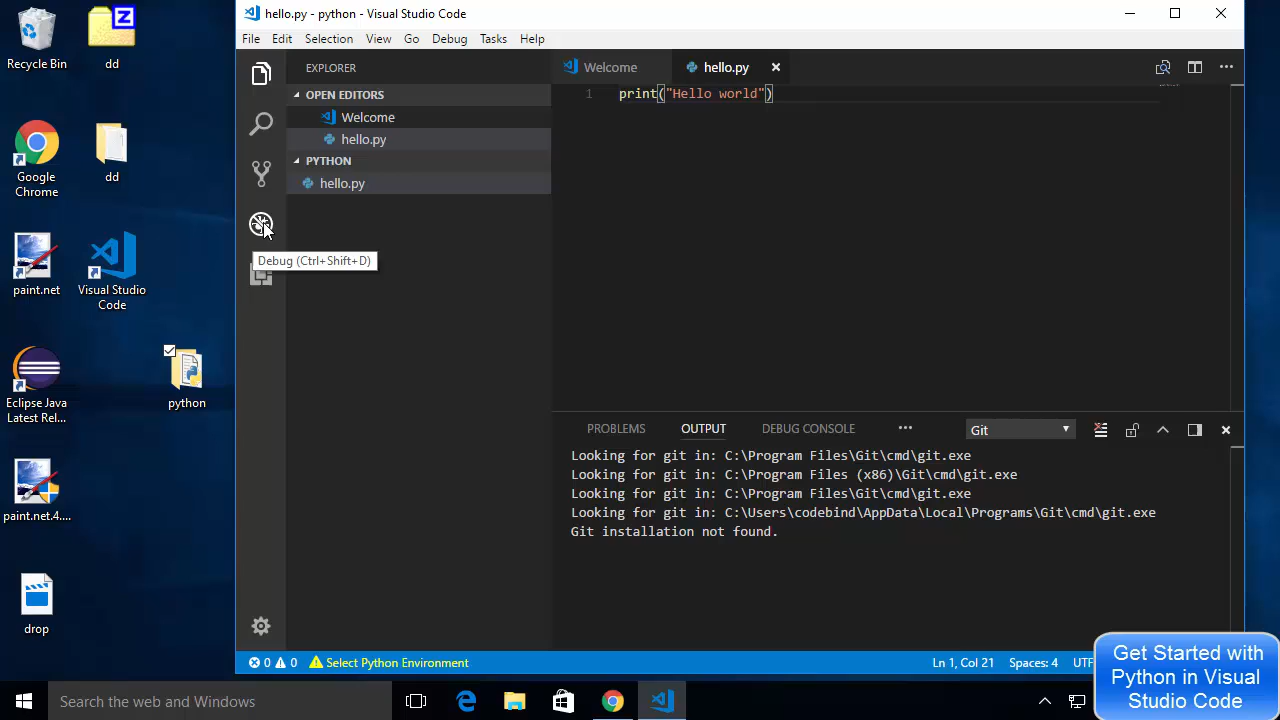 Recycle Bin
dd
Google
Chrome
dd
paint.net
Visual Studio
Code
Eclipse Java
Latest Rel...
python
paint.net.4....
drop
hello.py - python - Visual Studio Code
File Edit Selection View Go Debug Tasks Help
EXPLORER
OPEN EDITORS
Welcome
hello.py
PYTHON
hello.py
Debug (Ctrl+Shift+D)
Welcome hello.py
1 print("Hello world")
PROBLEMS OUTPUT DEBUG CONSOLE ••• Git
Looking for git in: C:\Program Files\Git\cmd\git.exe
Looking for git in: C:\Program Files (x86)\Git\cmd\git.exe
Looking for git in: C:\Program Files\Git\cmd\git.exe
Looking for git in: C:\Users\codebind\AppData\Local\Programs\Git\cmd\git.exe
Git installation not found.
0 0 Select Python Environment Ln 1, Col 21 Spaces: 4 UTF
Get Started with
Python in Visual
Studio Code
Search the web and Windows